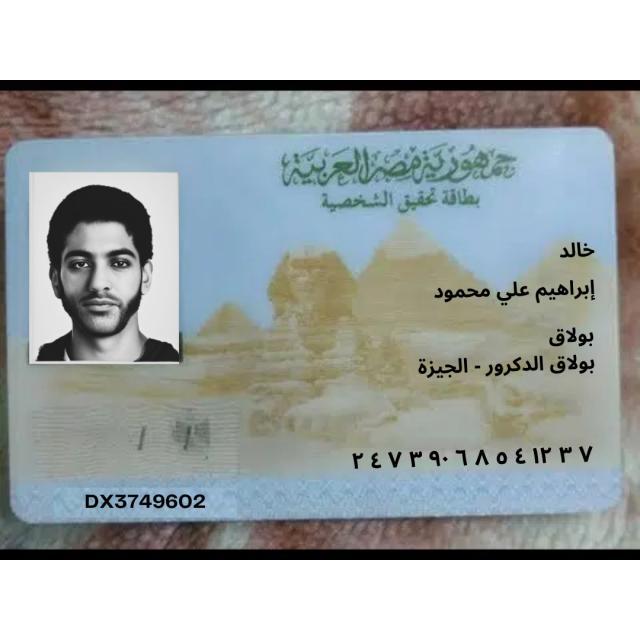 جمهورية مصر العربية
بطاقة تحقيق الشخصية
خالد
إبراهيم علي محمود
بولاق
بولاق الدكرور - الجيزة
٢٤٧٣٩٠٦٨٥٤١٢٣٧
DX3749602